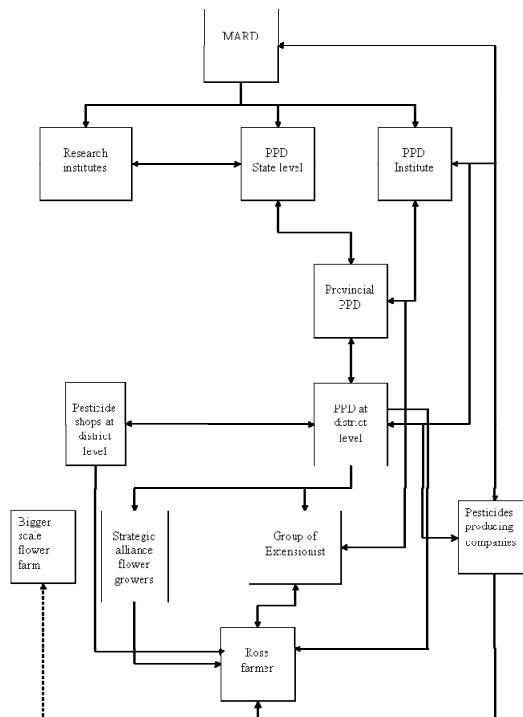 MARD
Research
institutes
PPD
State level
PPD
Institute
Provincial
PPD
Pesticide
shops at
district
level
PPD at
district
level
Bigger
scale
flower
farm
Strategic
alliance
flower
growers
Group of
Extensionist
Pesticides
producing
companies
Rose
farmer